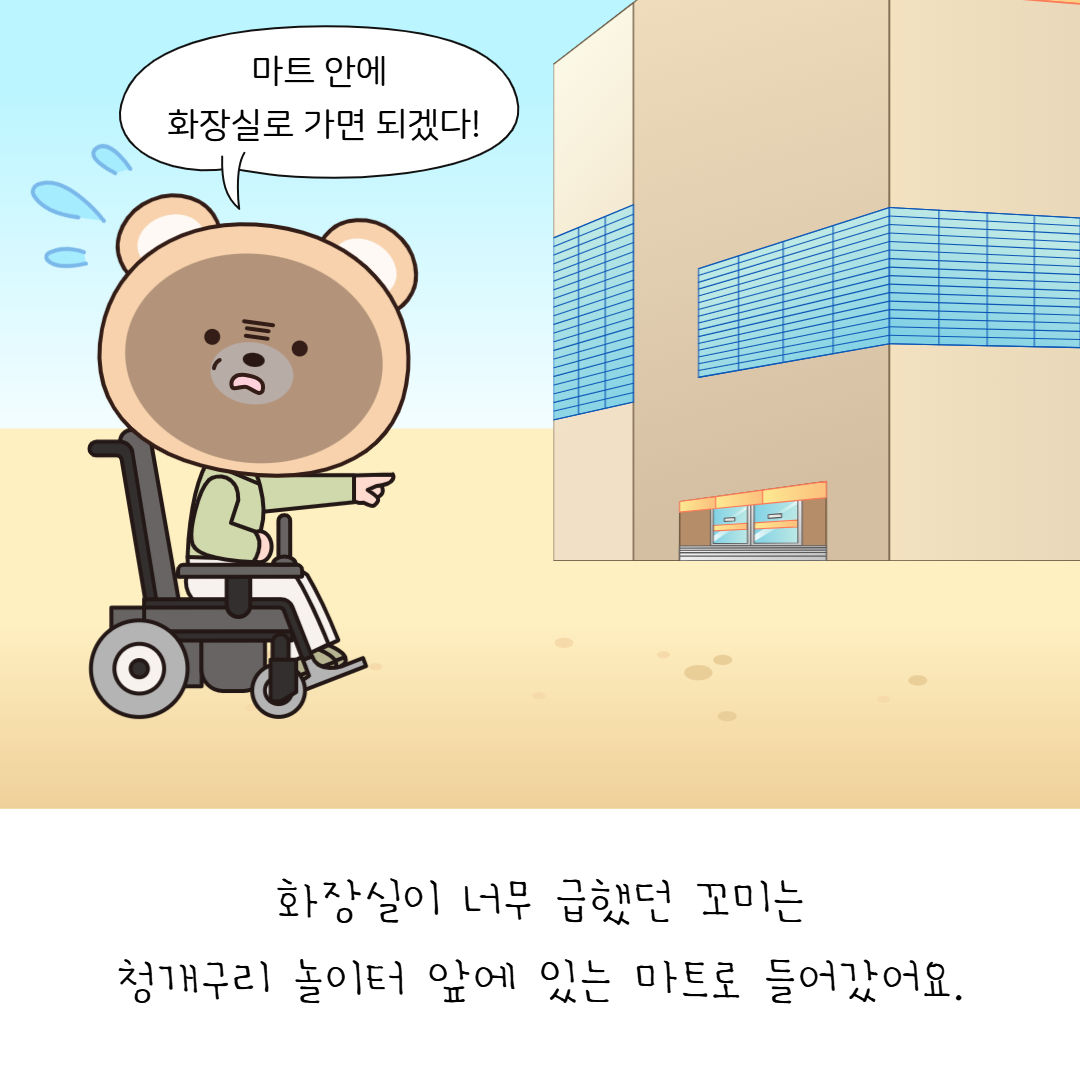 마트 안에
화장실로 가면 되겠다!
화장실이 너무 급했던 꼬미는
청개구리 놀이터 앞에 있는 마트로 들어갔어요.